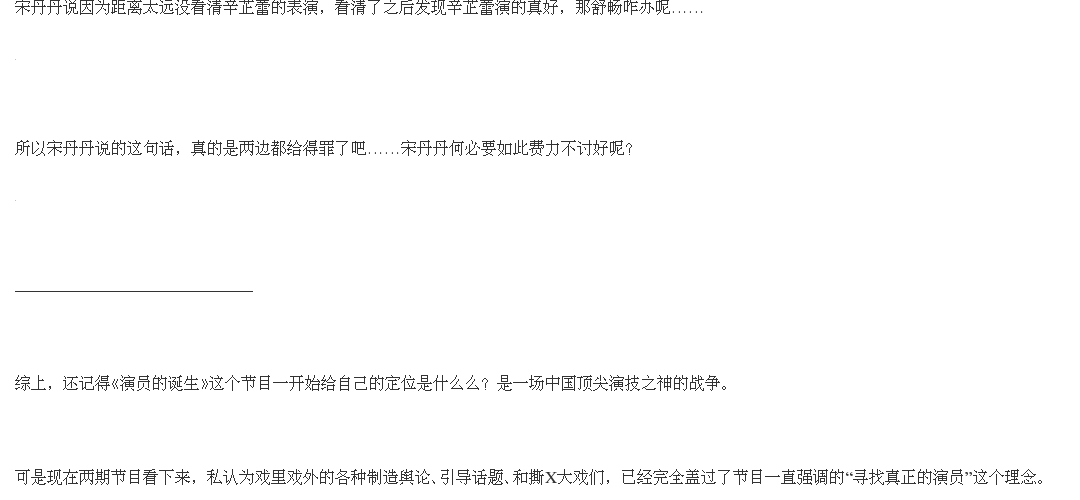 宋丹丹说因为距离太远没看清辛芷蕾的表演，看清了之后发现辛芷蕾演的真好，那舒畅咋办呢……
所以宋丹丹说的这句话，真的是两边都给得罪了吧……宋丹丹何必要如此费力不讨好呢？
综上，还记得《演员的诞生》这个节目一开始给自己的定位是什么么？是一场中国顶尖演技之神的战争。
可是现在两期节目看下来，私认为戏里戏外的各种制造舆论、引导话题、和撕X大戏们，已经完全盖过了节目一直强调的“寻找真正的演员”这个理念。